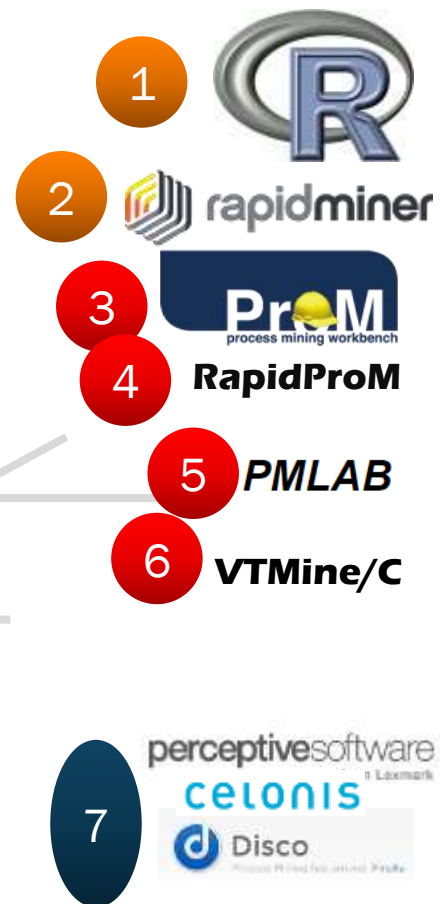 1
R
2
rapidminer
3
ProM
process mining workbench
4
RapidProM
5
PMLAB
6
VTMine/C
perceptivesoftware
Lexmark
celonis
7
Disco